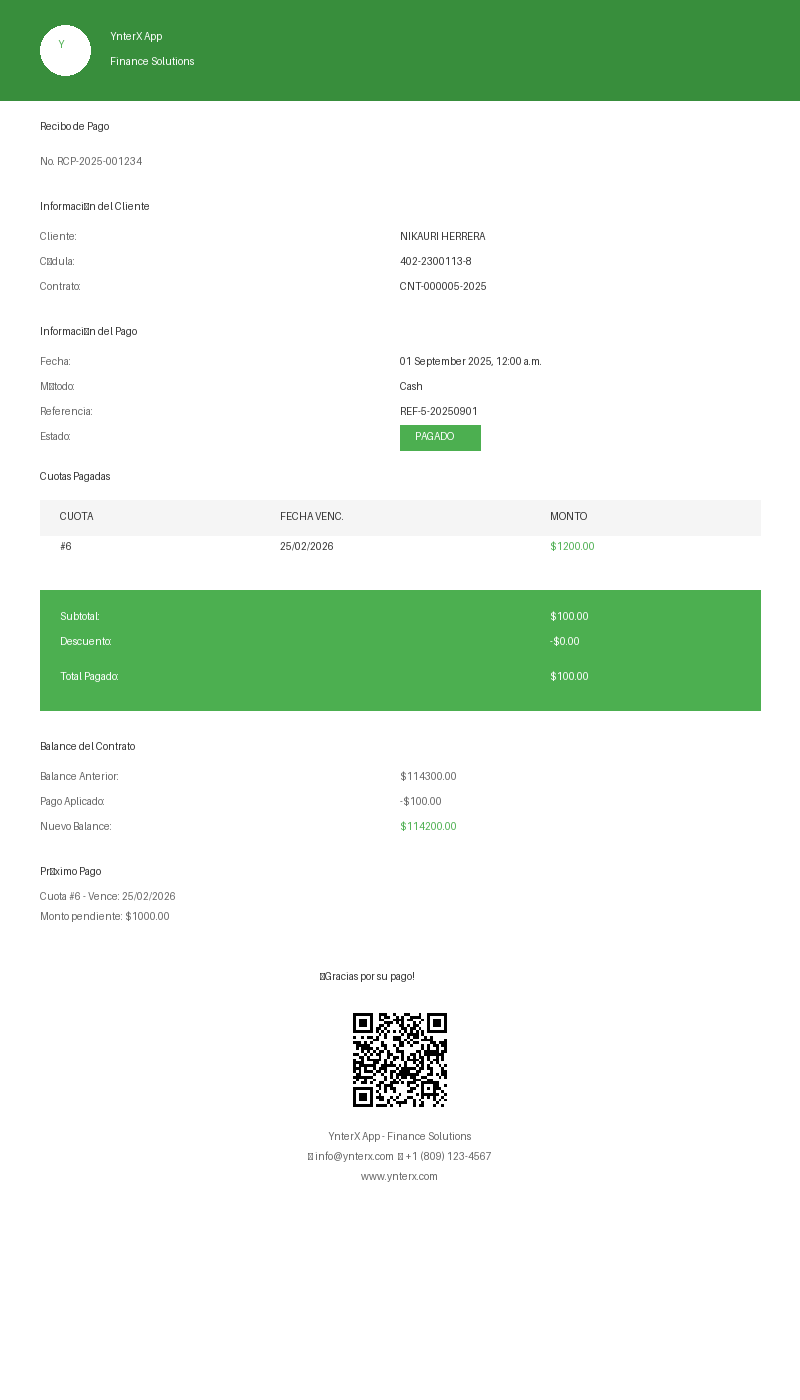 Y
YnterX App
Finance Solutions
Recibo de Pago
No. RCP-2025-001234
Informaci▯n del Cliente
Cliente: NIKAURI HERRERA
C▯dula: 402-2300113-8
Contrato: CNT-000005-2025
Informaci▯n del Pago
Fecha: 01 September 2025, 12:00 a.m.
M▯todo: Cash
Referencia: REF-5-20250901
Estado: PAGADO
Cuotas Pagadas
CUOTA FECHA VENC. MONTO
#6 25/02/2026 $1200.00
Subtotal: $100.00
Descuento: -$0.00
Total Pagado: $100.00
Balance del Contrato
Balance Anterior: $114300.00
Pago Aplicado: -$100.00
Nuevo Balance: $114200.00
Pr▯ximo Pago
Cuota #6 - Vence: 25/02/2026
Monto pendiente: $1000.00
▯Gracias por su pago!
YnterX App - Finance Solutions
▯ info@ynterx.com ▯ +1 (809) 123-4567
www.ynterx.com